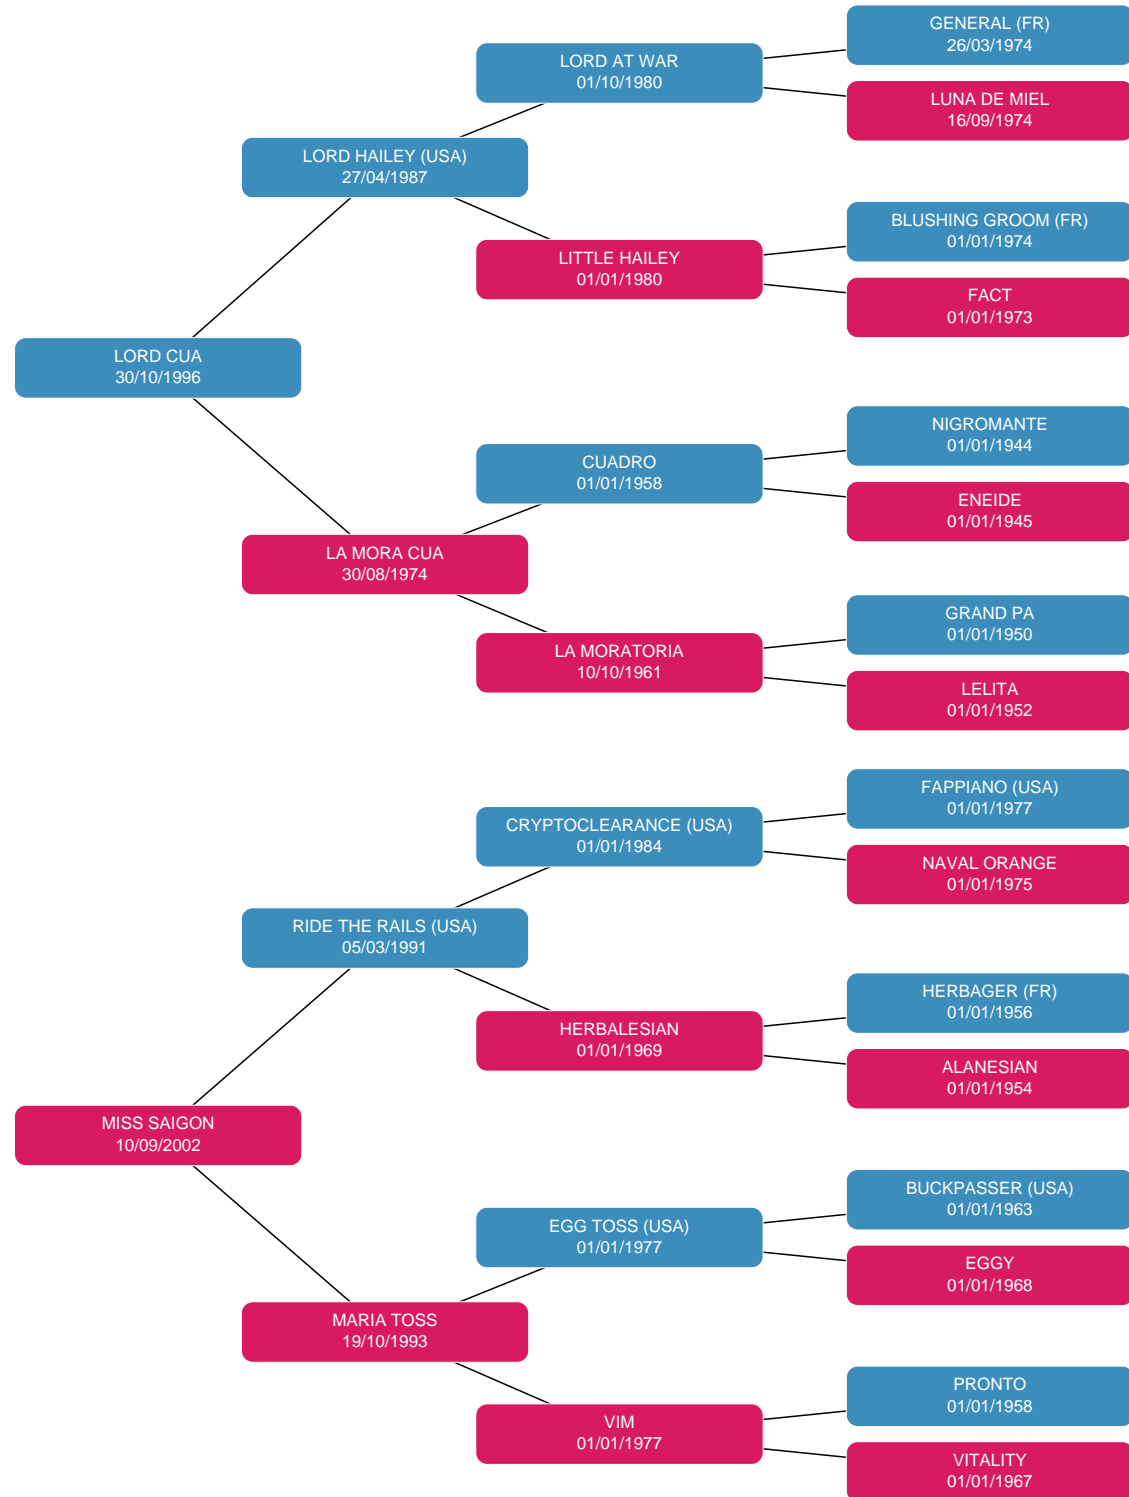 GENERAL (FR)
26/03/1974
LORD AT WAR
01/10/1980
LUNA DE MIEL
16/09/1974
LORD HAILEY (USA)
27/04/1987
BLUSHING GROOM (FR)
01/01/1974
LITTLE HAILEY
01/01/1980
FACT
01/01/1973
LORD CUA
30/10/1996
NIGROMANTE
01/01/1944
CUADRO
01/01/1958
ENEIDE
01/01/1945
LA MORA CUA
30/08/1974
GRAND PA
01/01/1950
LA MORATORIA
10/10/1961
LELITA
01/01/1952
FAPPIANO (USA)
01/01/1977
CRYPTOCLEARANCE (USA)
01/01/1984
NAVAL ORANGE
01/01/1975
RIDE THE RAILS (USA)
05/03/1991
HERBAGER (FR)
01/01/1956
HERBALESIAN
01/01/1969
ALANESIAN
01/01/1954
MISS SAIGON
10/09/2002
BUCKPASSER (USA)
01/01/1963
EGG TOSS (USA)
01/01/1977
EGGY
01/01/1968
MARIA TOSS
19/10/1993
PRONTO
01/01/1958
VIM
01/01/1977
VITALITY
01/01/1967